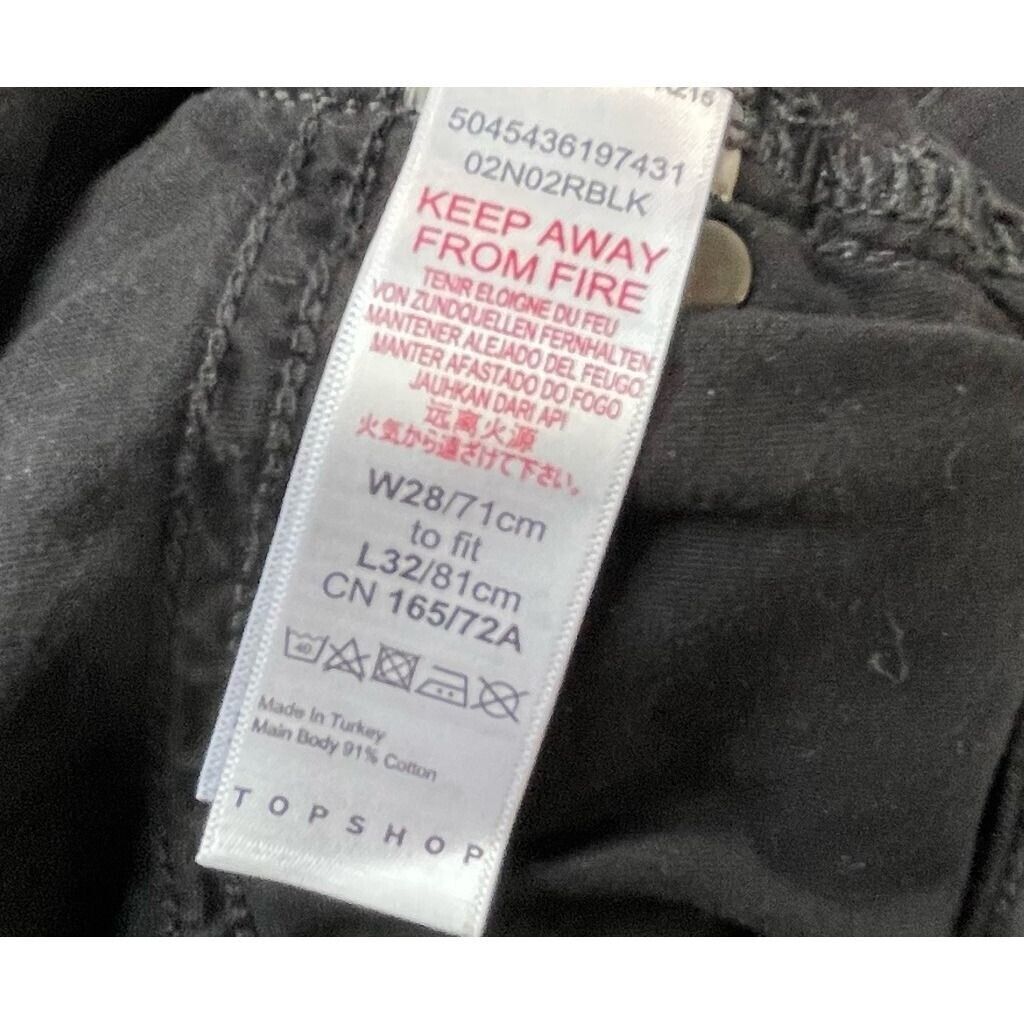 5045436197431
02N02RBLK
KEEP AWAY
FROM FIRE
TENIR ELOIGNE DU FEU
VON ZUNDQUELLEN FERNHALTEN
MANTENER ALEJADO DEL FEUGO
MANTER AFASTADO DO FOGO
JAUHKAN DARI API
远离火源
火気から遠ざけて下さい。
W28/71cm
to fit
L32/81cm
CN 165/72A
40
Made In Turkey
Main Body 91% Cotton
TOPSHOP